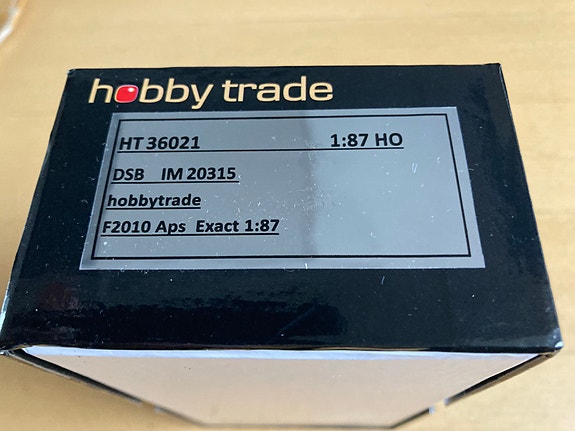 hobby trade
HT 36021 1:87 HO
DSB IM 20315
hobbytrade
F2010 Aps Exact 1:87